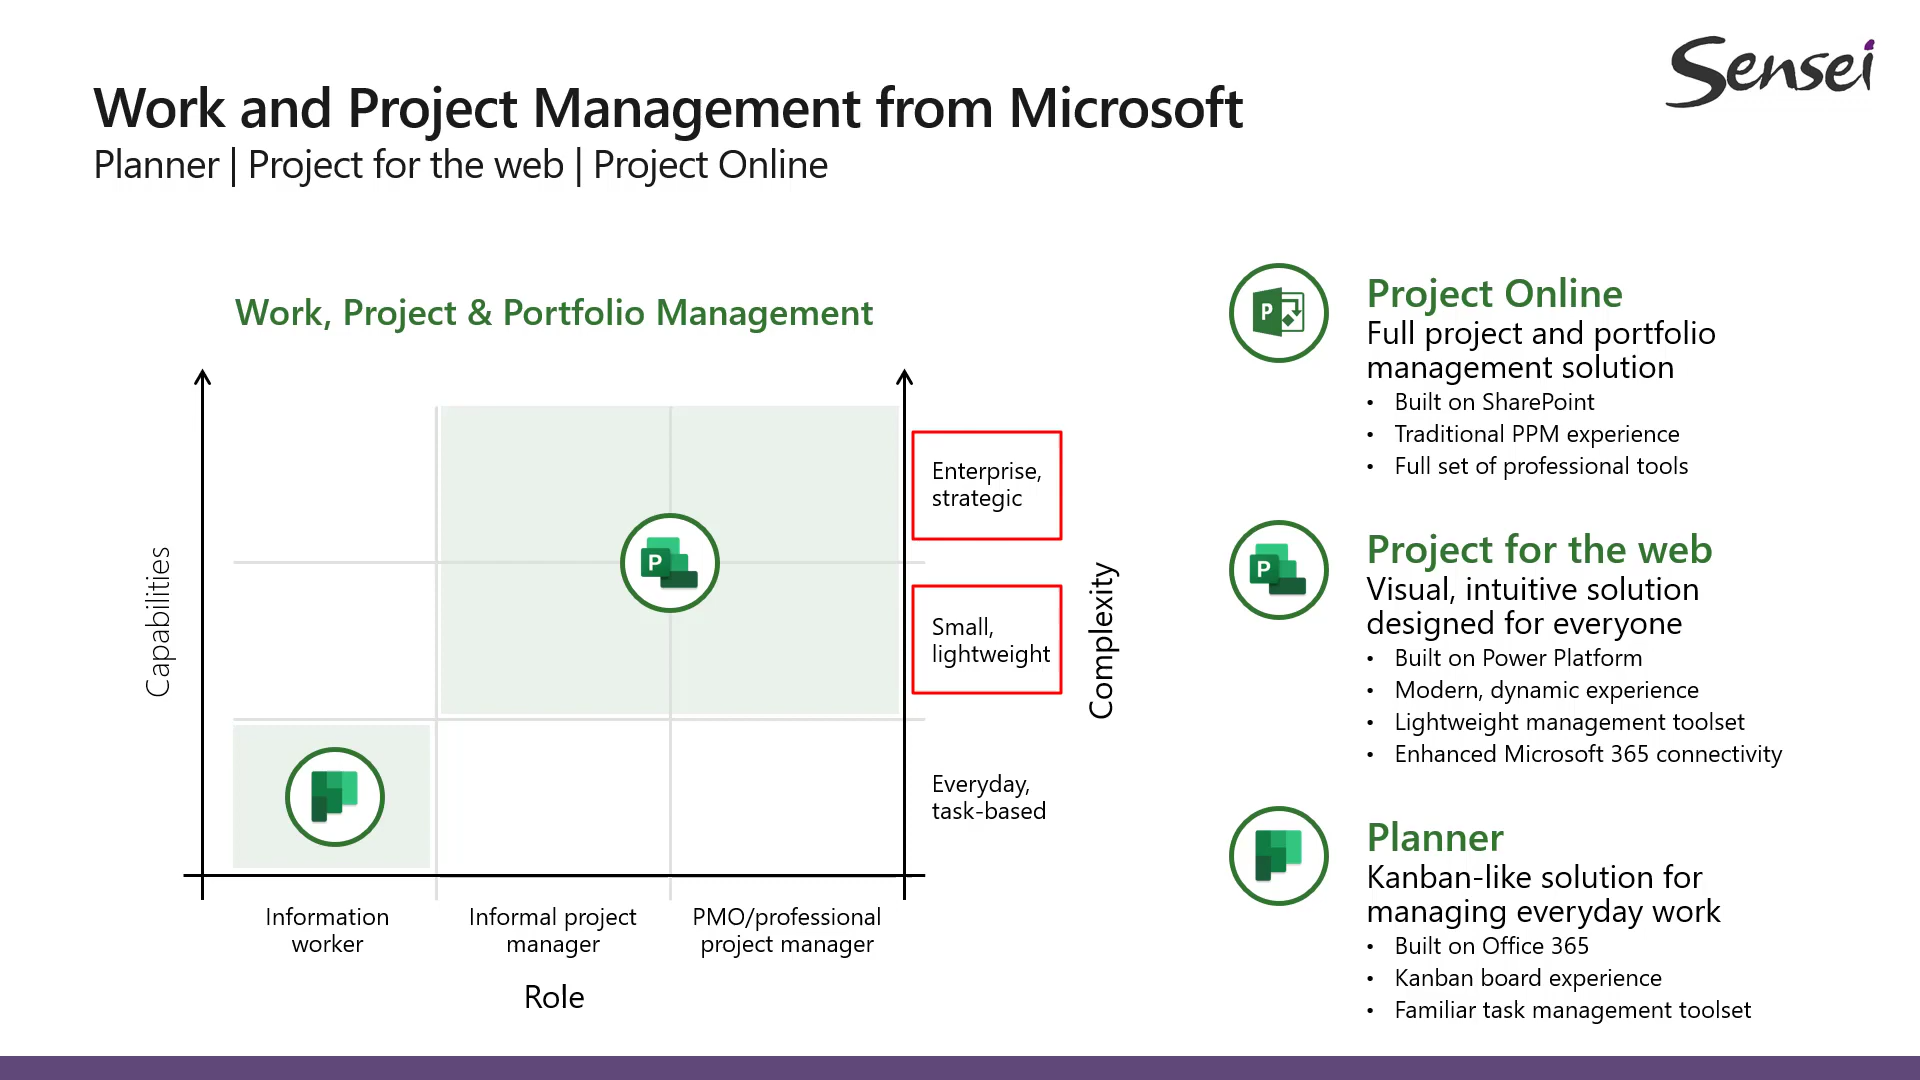 Sensei
Work and Project Management from Microsoft
Planner | Project for the web | Project Online
Work, Project & Portfolio Management
Capabilities
Enterprise,
strategic
Small,
lightweight
Everyday,
task-based
Complexity
Information
worker
Informal project
manager
PMO/professional
project manager
Role
P
P
Project Online
Full project and portfolio
management solution
• Built on SharePoint
• Traditional PPM experience
• Full set of professional tools
P
Project for the web
Visual, intuitive solution
designed for everyone
• Built on Power Platform
• Modern, dynamic experience
• Lightweight management toolset
• Enhanced Microsoft 365 connectivity
Planner
Kanban-like solution for
managing everyday work
• Built on Office 365
• Kanban board experience
• Familiar task management toolset